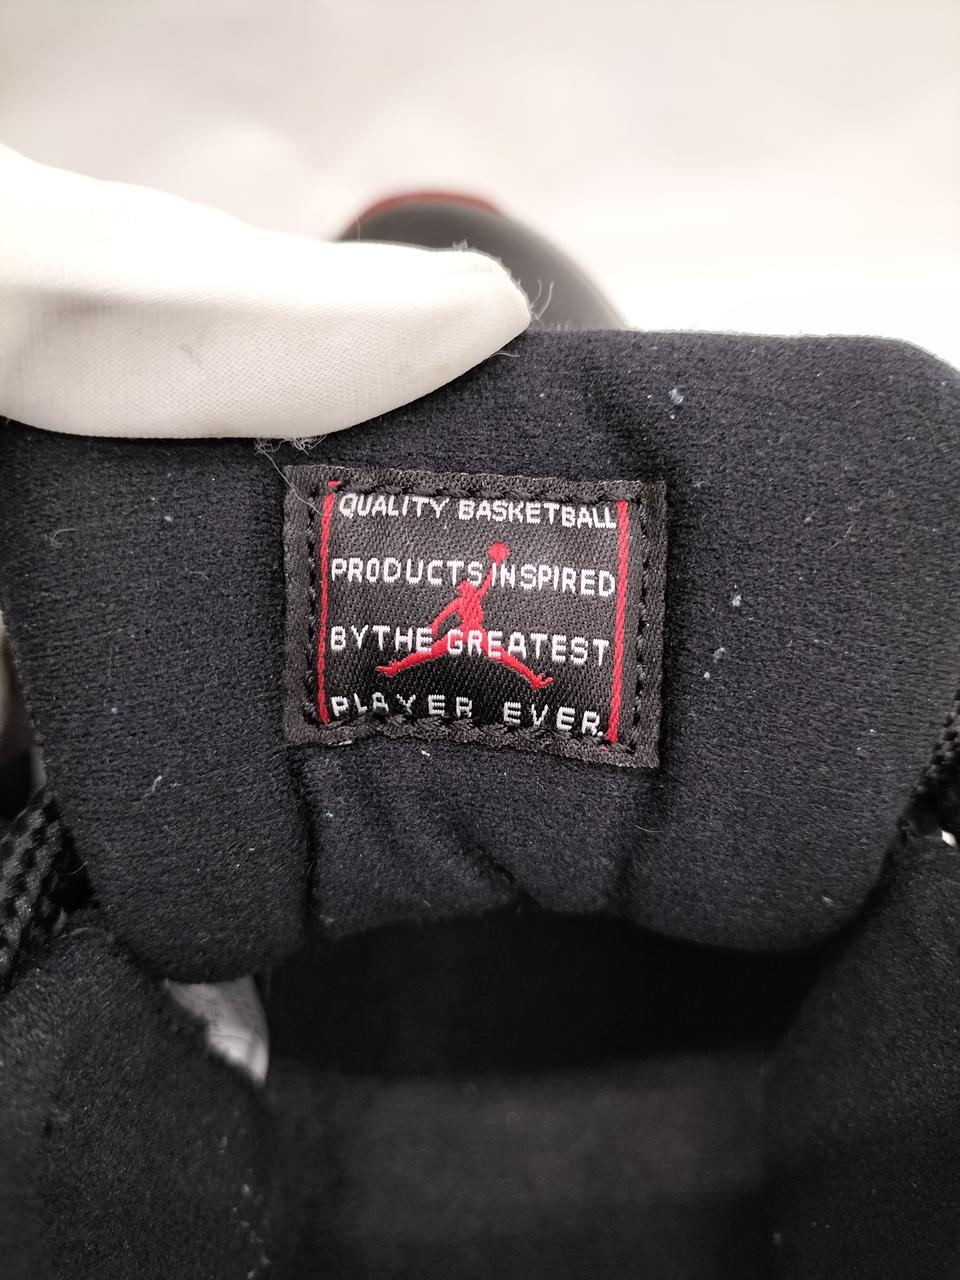 QUALITY BASKETBALL
PRODUCTS INSPIRED
BY THE GREATEST
PLAYER EVER.